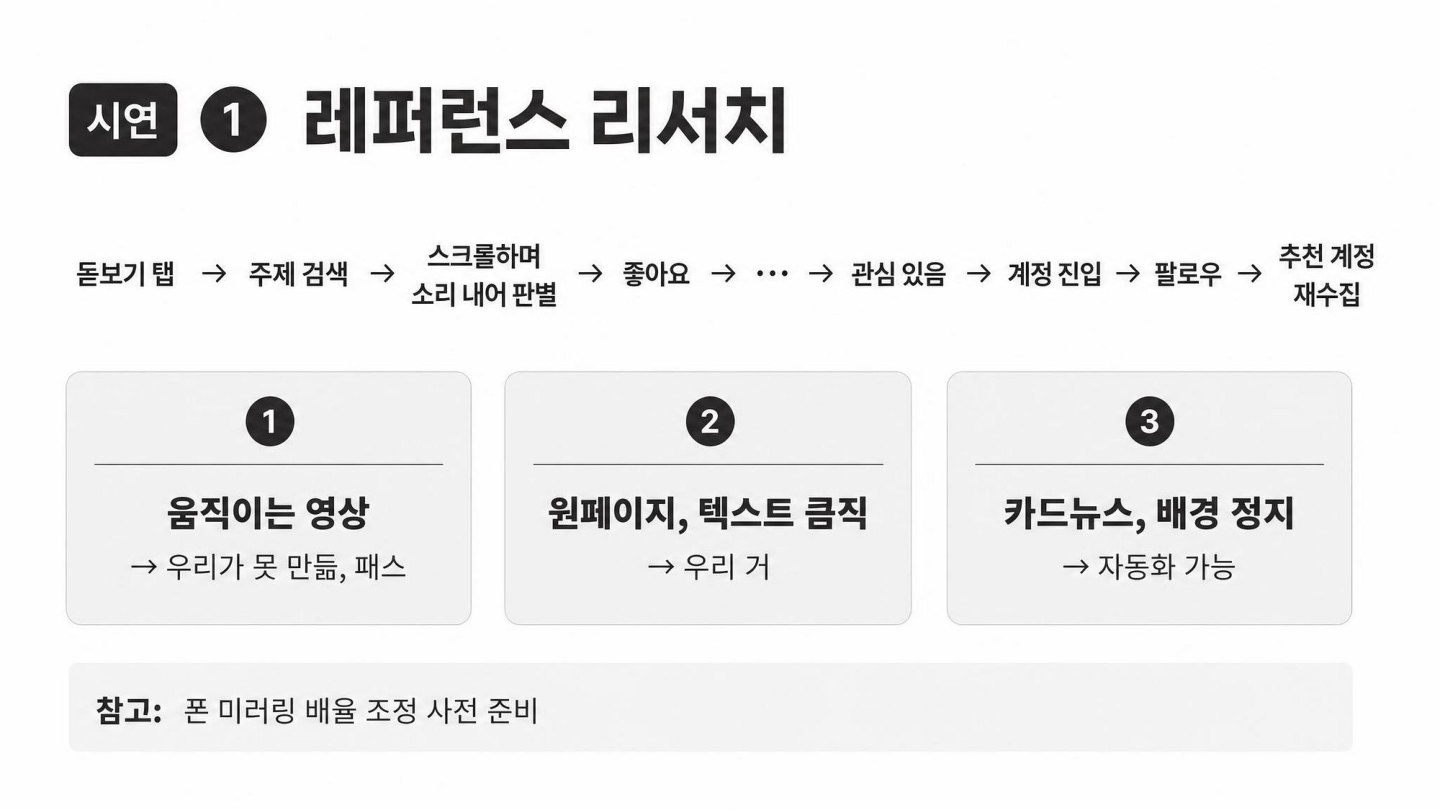 시연 1 레퍼런스 리서치
돋보기 탭 → 주제 검색 → 스크롤하며 소리 내어 판별 → 좋아요 → ··· → 관심 있음 → 계정 진입 → 팔로우 → 추천 계정 재수집
1
움직이는 영상
→ 우리가 못 만듦, 패스
2
원페이지, 텍스트 큼직
→ 우리 거
3
카드뉴스, 배경 정지
→ 자동화 가능
참고: 폰 미러링 배율 조정 사전 준비